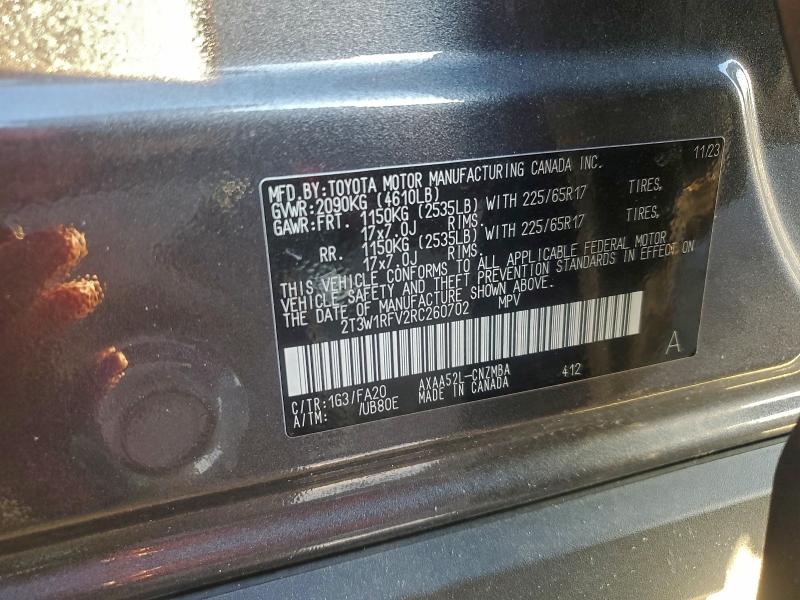 MFD.BY:TOYOTA MOTOR MANUFACTURING CANADA INC. 11/23
GVWR:2090KG (4610LB)
GAWR:FRT. 1150KG (2535LB) WITH 225/65R17 TIRES,
17x7.0J RIMS
RR. 1150KG (2535LB) WITH 225/65R17 TIRES,
17x7.0J RIMS.
THIS VEHICLE CONFORMS TO ALL APPLICABLE FEDERAL MOTOR
VEHICLE SAFETY AND THEFT PREVENTION STANDARDS IN EFFECT ON
THE DATE OF MANUFACTURE SHOWN ABOVE.
2T3W1RFV2RC260702 MPV
A
C/TR:1G3/FA20 AXAA52L-CNZMBA 412
A/TM: /UB80E MADE IN CANADA